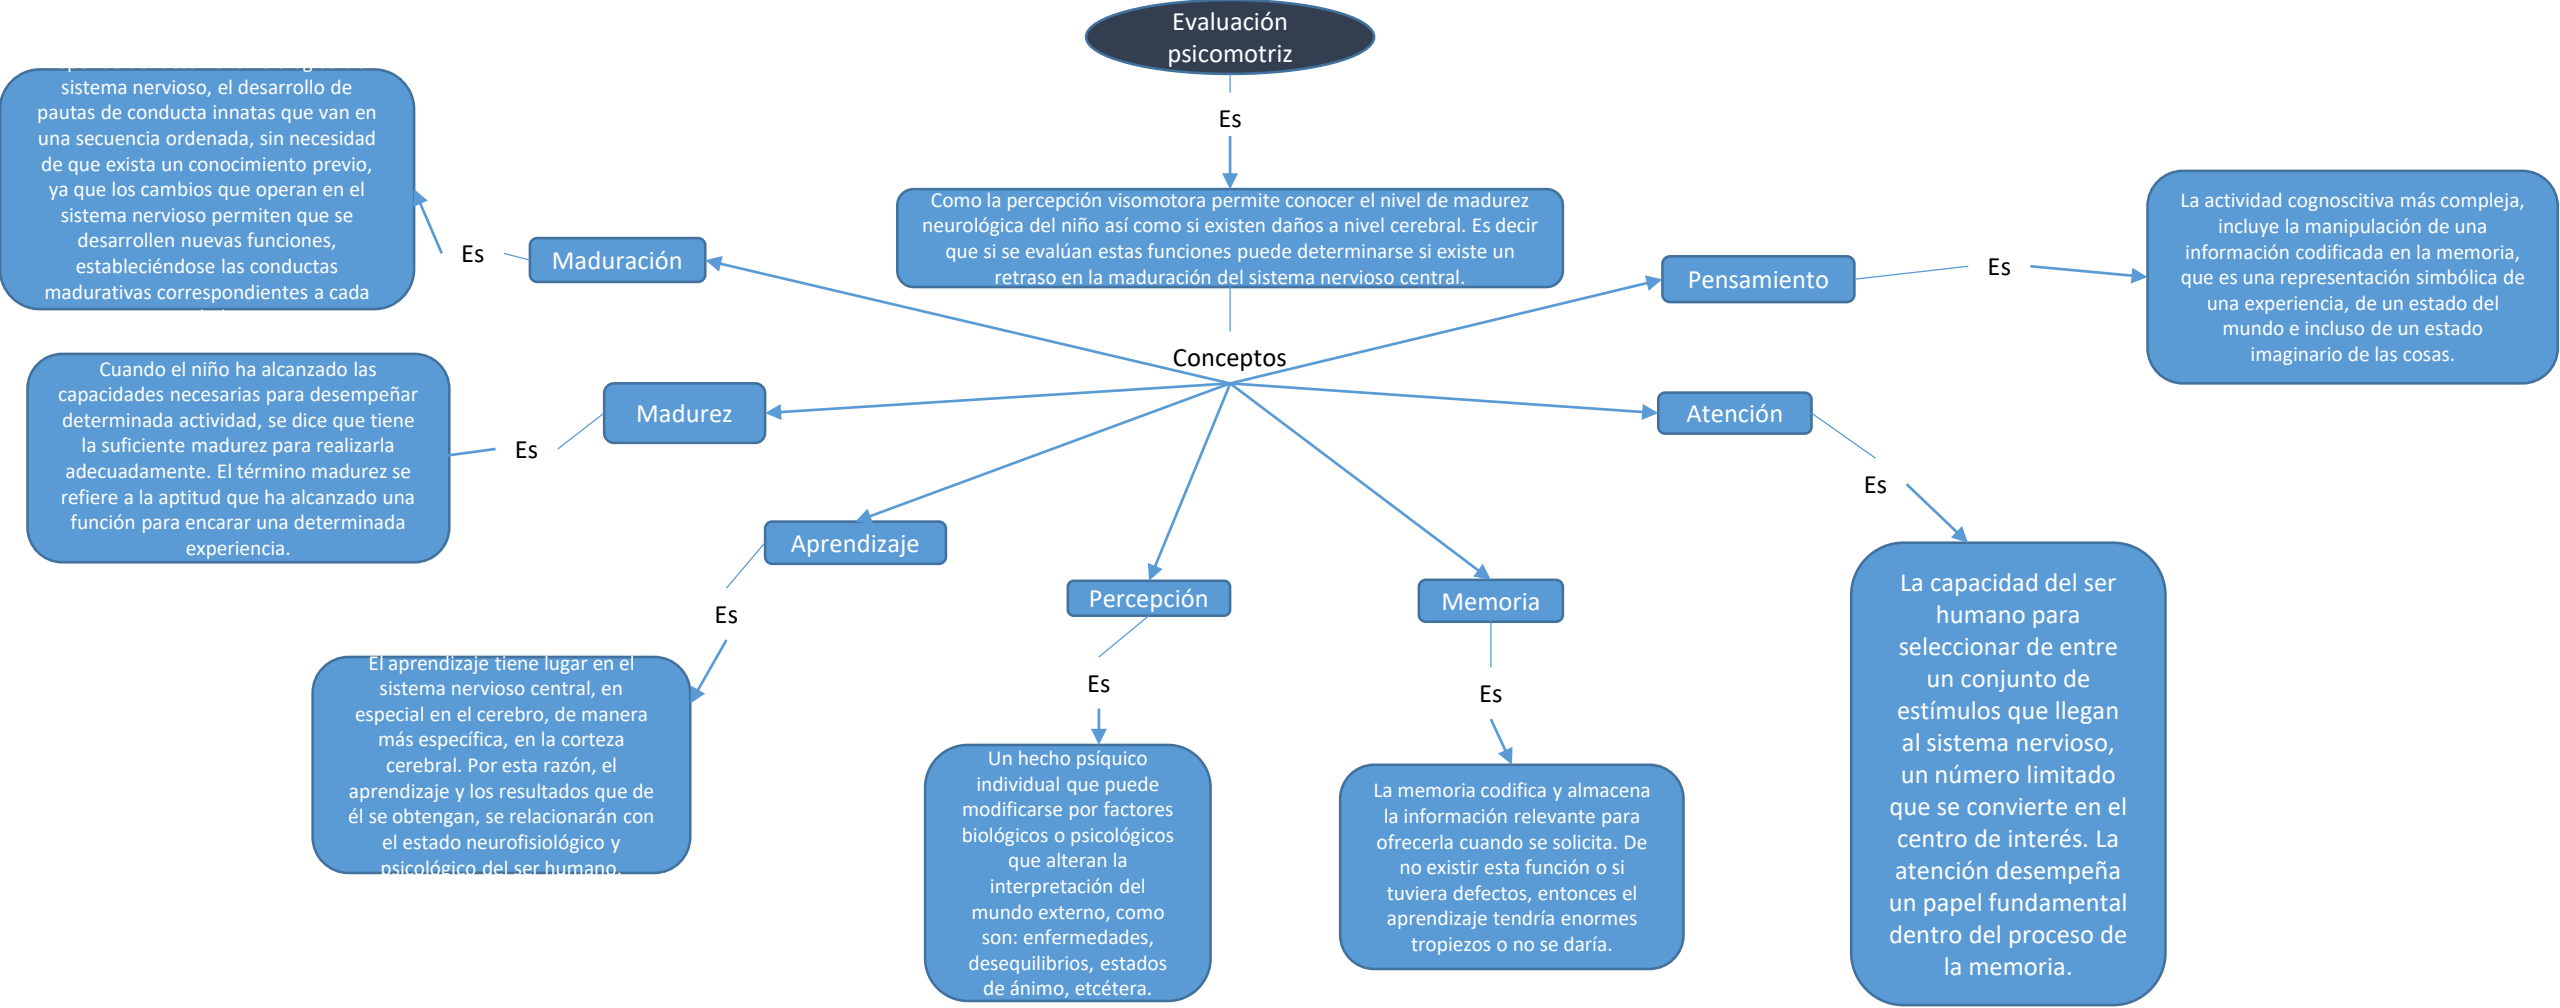 Evaluación
psicomotriz
Es
Como la percepción visomotora permite conocer el nivel de madurez
neurológica del niño así como si existen daños a nivel cerebral. Es decir
que si se evalúan estas funciones puede determinarse si existe un
retraso en la maduración del sistema nervioso central.
Conceptos
Maduración
Es
sistema nervioso, el desarrollo de
pautas de conducta innatas que van en
una secuencia ordenada, sin necesidad
de que exista un conocimiento previo,
ya que los cambios que operan en el
sistema nervioso permiten que se
desarrollen nuevas funciones,
estableciéndose las conductas
madurativas correspondientes a cada
Madurez
Es
Cuando el niño ha alcanzado las
capacidades necesarias para desempeñar
determinada actividad, se dice que tiene
la suficiente madurez para realizarla
adecuadamente. El término madurez se
refiere a la aptitud que ha alcanzado una
función para encarar una determinada
experiencia.
Aprendizaje
Es
El aprendizaje tiene lugar en el
sistema nervioso central, en
especial en el cerebro, de manera
más específica, en la corteza
cerebral. Por esta razón, el
aprendizaje y los resultados que de
él se obtengan, se relacionarán con
el estado neurofisiológico y
psicológico del ser humano.
Percepción
Es
Un hecho psíquico
individual que puede
modificarse por factores
biológicos o psicológicos
que alteran la
interpretación del
mundo externo, como
son: enfermedades,
desequilibrios, estados
de ánimo, etcétera.
Memoria
Es
La memoria codifica y almacena
la información relevante para
ofrecerla cuando se solicita. De
no existir esta función o si
tuviera defectos, entonces el
aprendizaje tendría enormes
tropiezos o no se daría.
Atención
Es
La capacidad del ser
humano para
seleccionar de entre
un conjunto de
estímulos que llegan
al sistema nervioso,
un número limitado
que se convierte en el
centro de interés. La
atención desempeña
un papel fundamental
dentro del proceso de
la memoria.
Pensamiento
Es
La actividad cognoscitiva más compleja,
incluye la manipulación de una
información codificada en la memoria,
que es una representación simbólica de
una experiencia, de un estado del
mundo e incluso de un estado
imaginario de las cosas.